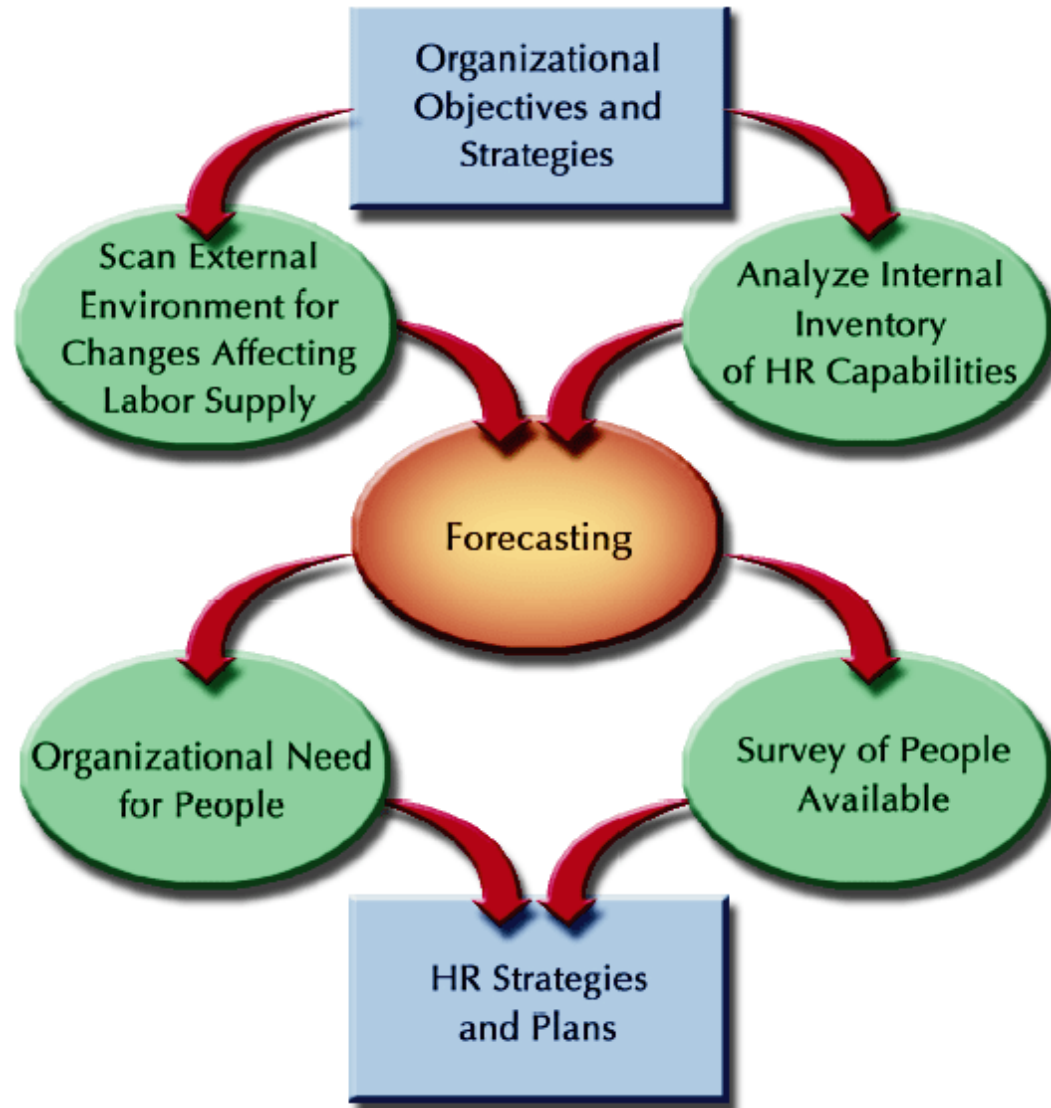 Organizational
Objectives and
Strategies
Scan External
Environment for
Changes Affecting
Labor Supply
Analyze Internal
Inventory
of HR Capabilities
Forecasting
Organizational Need
for People
Survey of People
Available
HR Strategies
and Plans